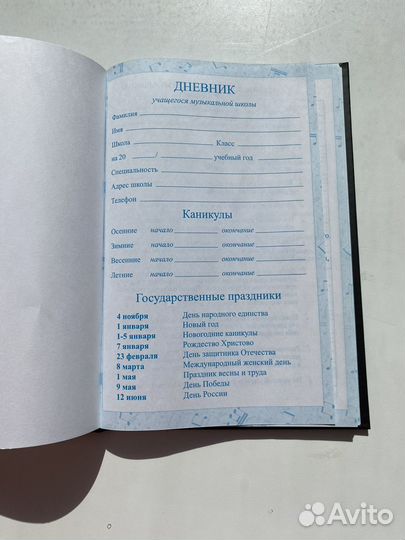 ДНЕВНИК
учащегося музыкальной школы
Фамилия
Имя
Школа Класс
на 20 / учебный год
Специальность
Адрес школы
Телефон
Каникулы
Осенние начало окончание
Зимние начало окончание
Весенние начало окончание
Летние начало окончание
Государственные праздники
4 ноября День народного единства
1 января Новый год
1-5 января Новогодние каникулы
7 января Рождество Христово
23 февраля День защитника Отечества
8 марта Международный женский день
1 мая Праздник весны и труда
9 мая День Победы
12 июня День России
Avito